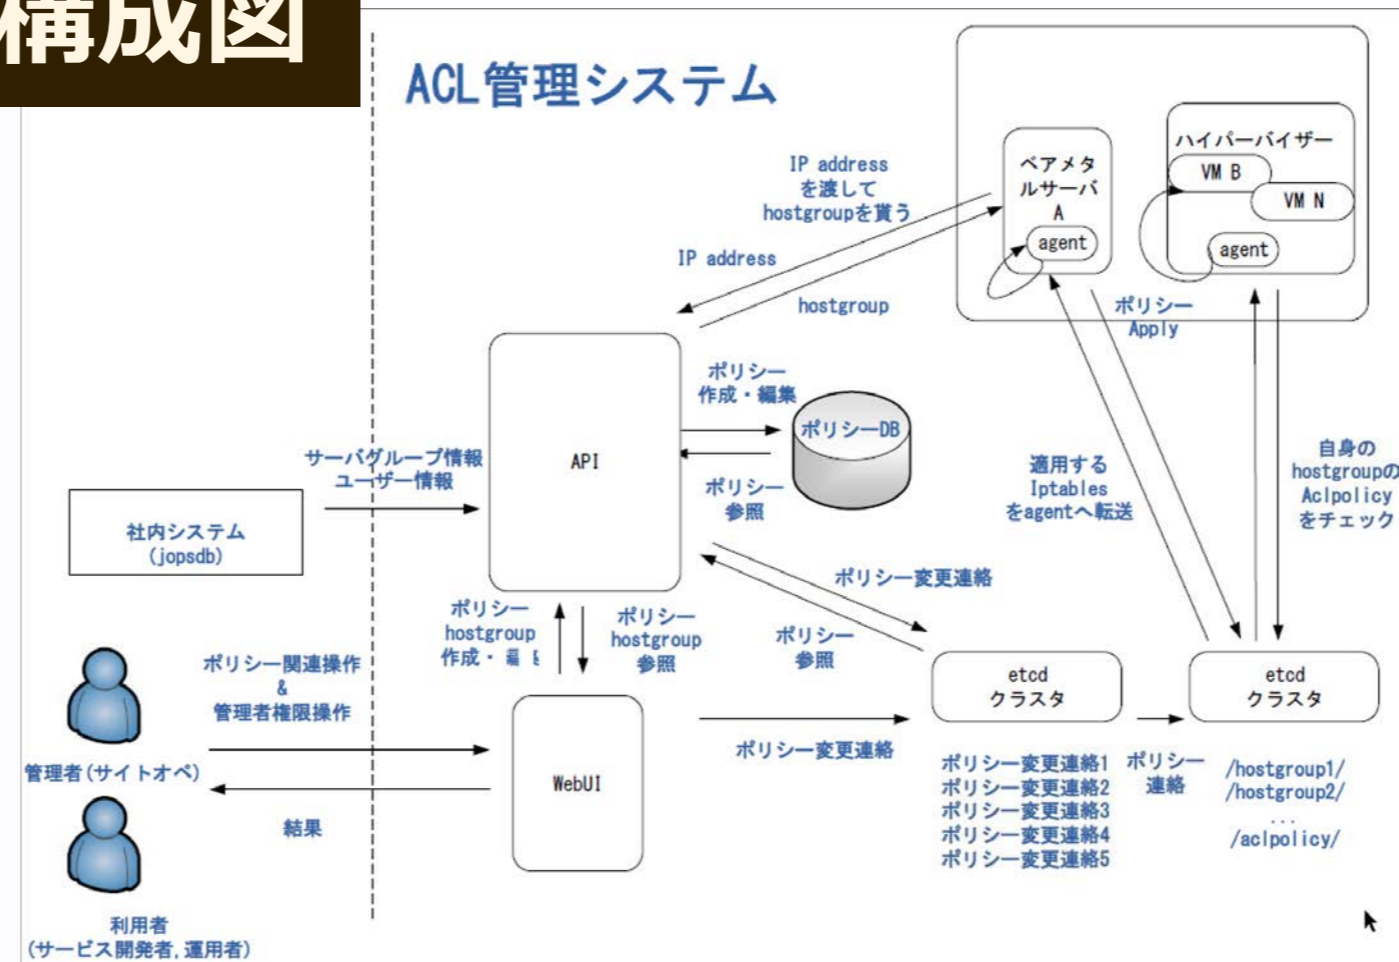 構成図
ACL管理システム
IP address
を渡して
hostgroupを貰う
IP address
hostgroup
ベアメタ
ルサーバ
A
agent
ハイパーバイザー
VM B
VM N
agent
ポリシー
Apply
API
ポリシー
作成・編集
ポリシーDB
ポリシー
参照
サーバグループ情報
ユーザー情報
社内システム
(jopsdb)
適用する
Iptables
をagentへ転送
自身の
hostgroupの
Aclpolicy
をチェック
ポリシー変更連絡
ポリシー
参照
ポリシー
hostgroup
作成・
ポリシー
hostgroup
参照
ポリシー関連操作
&
管理者権限操作
管理者(サイトオペ)
結果
利用者
(サービス開発者,運用者)
WebUI
ポリシー変更連絡
etcd
クラスタ
ポリシー変更連絡1
ポリシー変更連絡2
ポリシー変更連絡3
ポリシー変更連絡4
ポリシー変更連絡5
ポリシー
連絡
etcd
クラスタ
/hostgroup1/
/hostgroup2/
...
/aclpolicy/